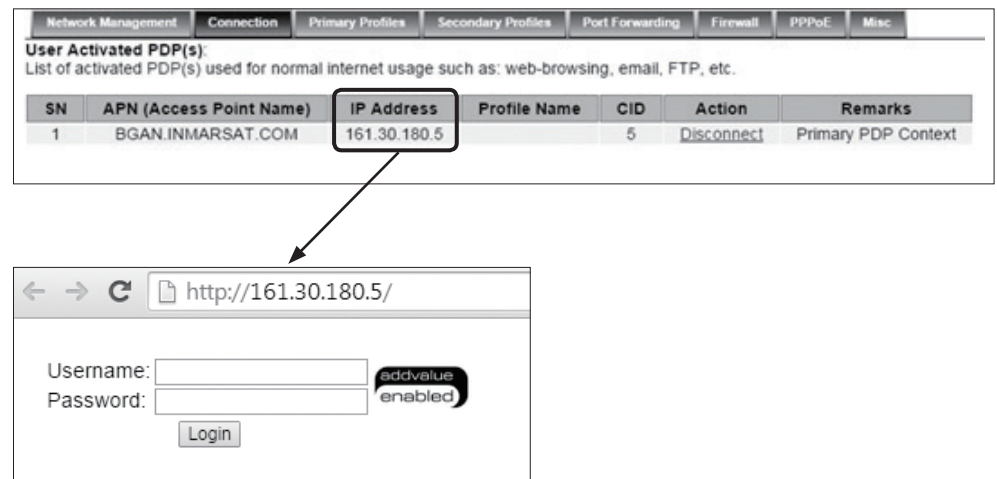 Network Management Connection Primary Profiles Secondary Profiles Port Forwarding Firewall PPPoE Misc
User Activated PDP(s):
List of activated PDP(s) used for normal internet usage such as: web-browsing, email, FTP, etc.
SN APN (Access Point Name) IP Address Profile Name CID Action Remarks
1 BGAN.INMARSAT.COM 161.30.180.5 5 Disconnect Primary PDP Context
http://161.30.180.5/
Username:
addvalue
Password:
enabled
Login